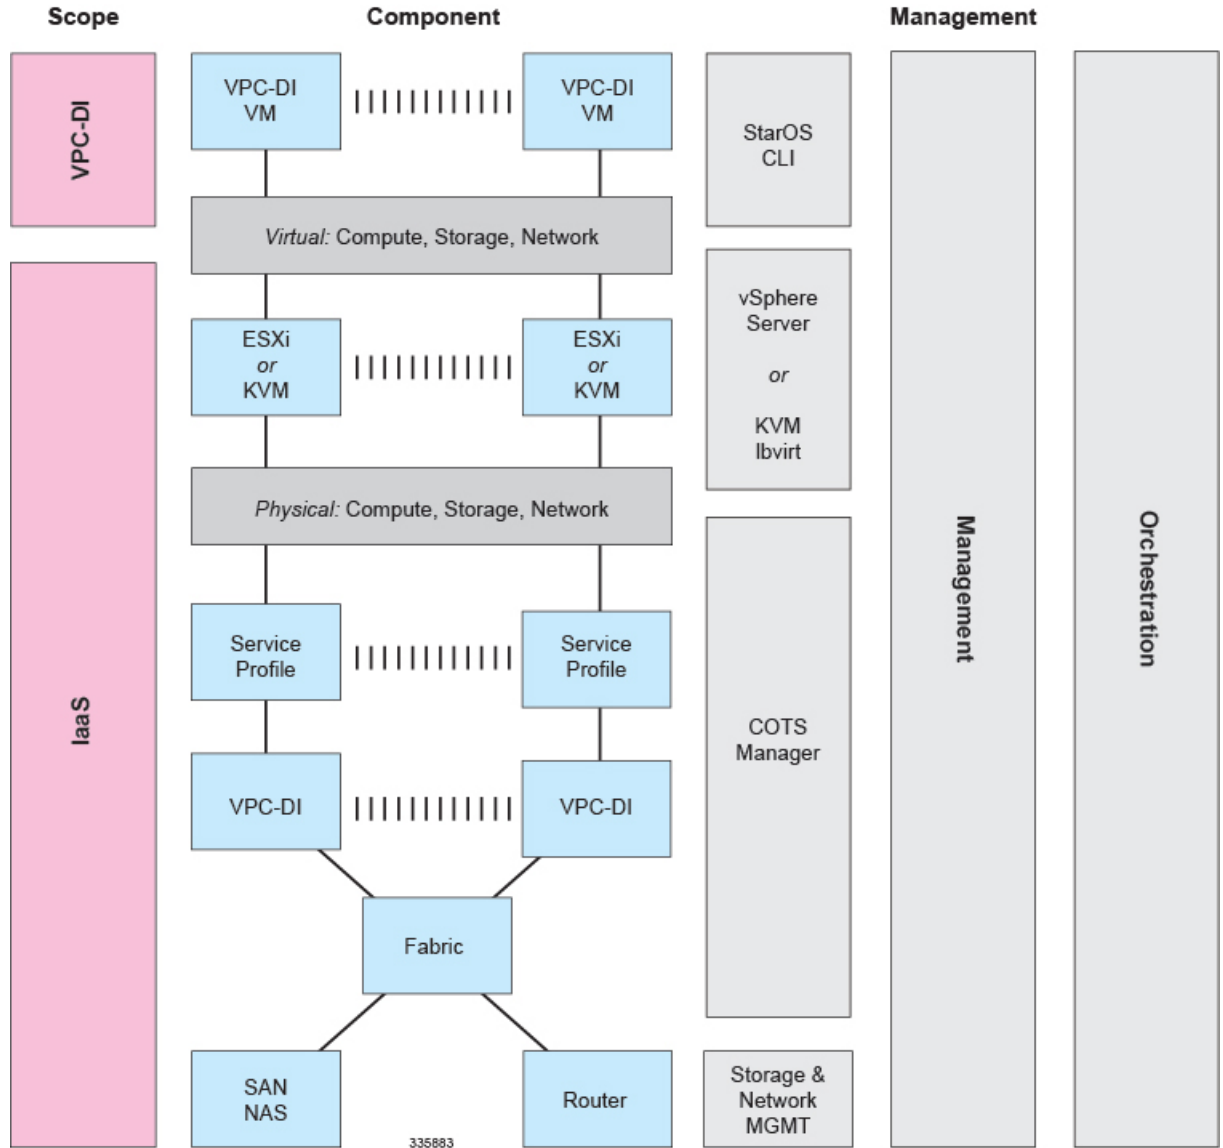 Scope
Component
Management
VPC-DI
VPC-DI
VM
VPC-DI
VM
StarOS
CLI
Virtual: Compute, Storage, Network
ESXi
or
KVM
ESXi
or
KVM
vSphere
Server
or
KVM
lbvirt
Physical: Compute, Storage, Network
Management
Orchestration
IaaS
Service
Profile
Service
Profile
COTS
Manager
VPC-DI
VPC-DI
Fabric
SAN
NAS
Router
Storage &
Network
MGMT
335883